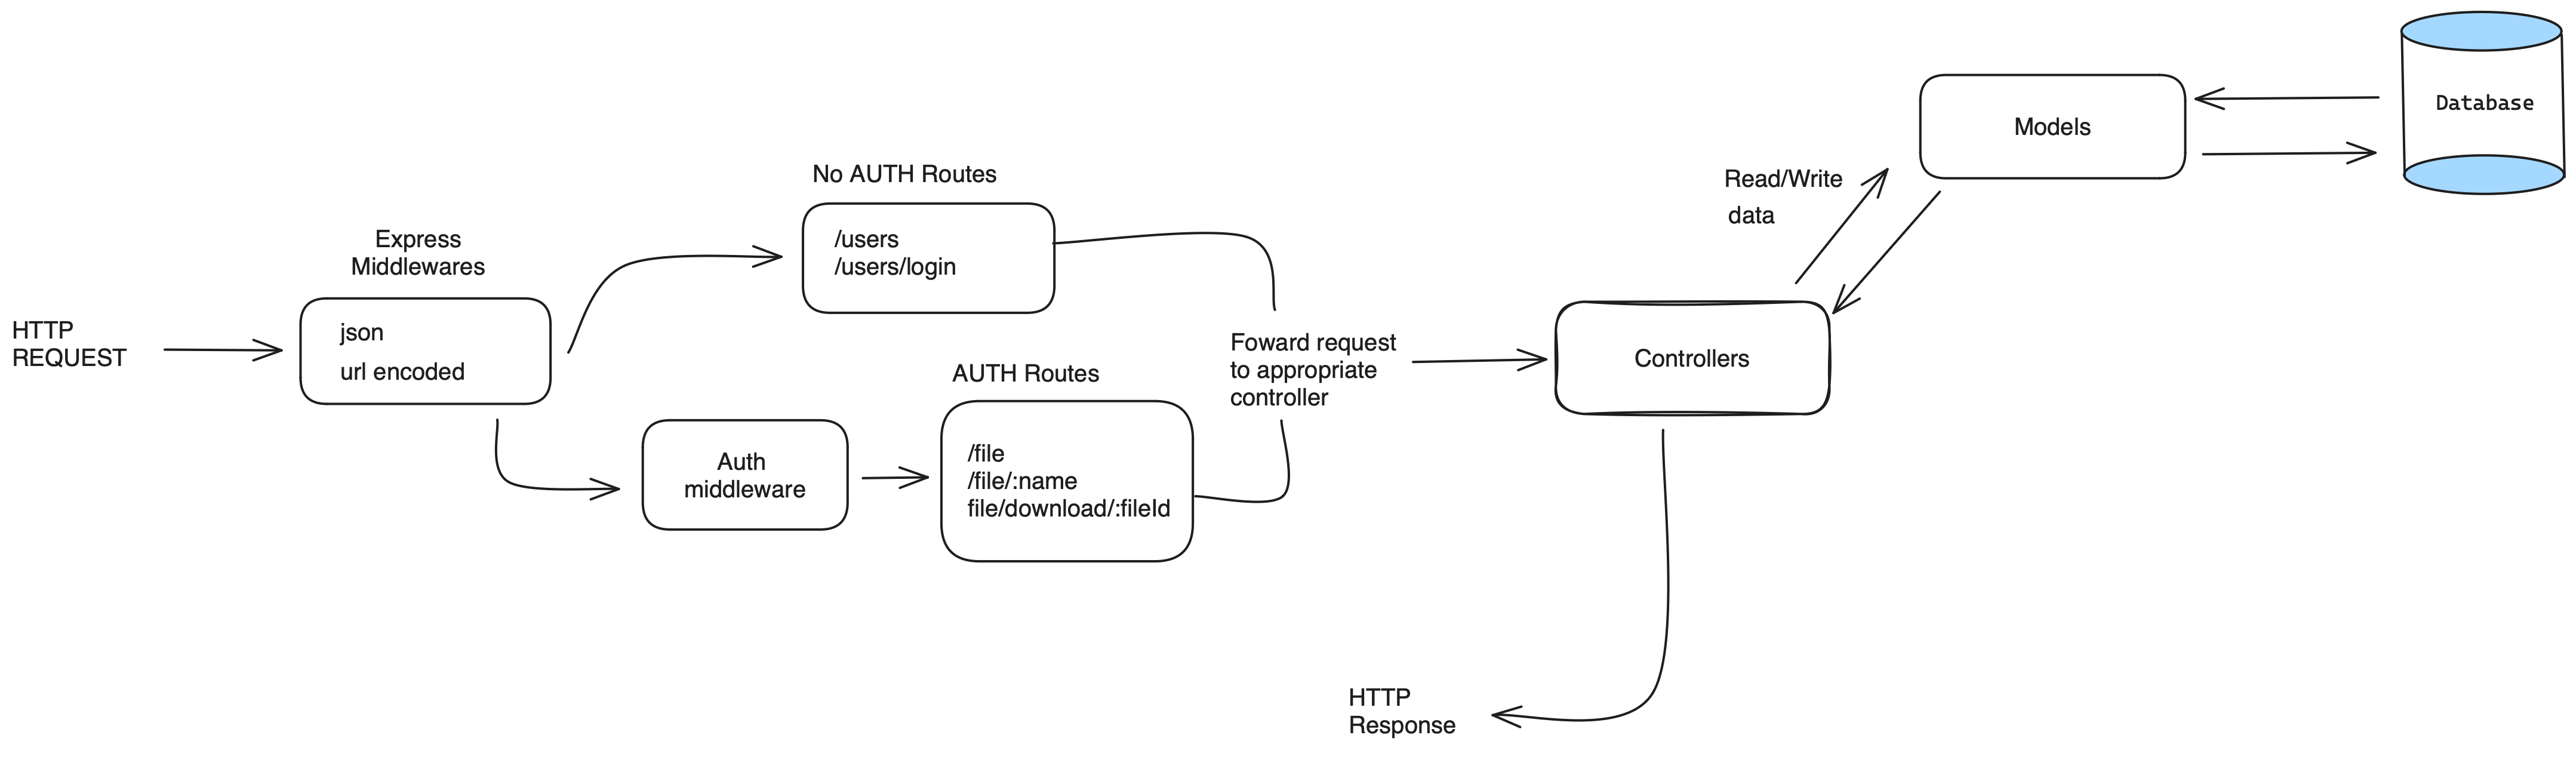 HTTP
REQUEST
Express
Middlewares
json
url encoded
No AUTH Routes
/users
/users/login
Auth
middleware
AUTH Routes
/file
/file/:name
file/download/:fileId
Foward request
to appropriate
controller
Controllers
Read/Write
data
Models
Database
HTTP
Response